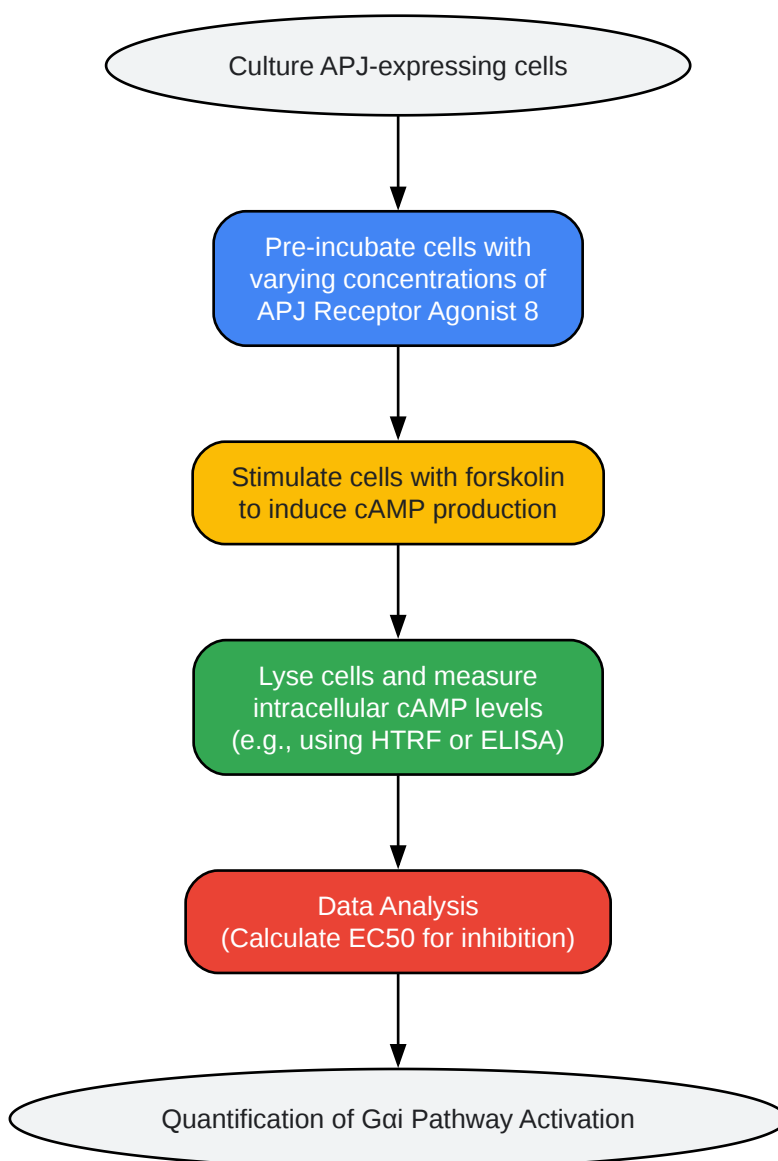 Culture APJ-expressing cells
Pre-incubate cells with
varying concentrations of
APJ Receptor Agonist 8
Stimulate cells with forskolin
to induce cAMP production
Lyse cells and measure
intracellular cAMP levels
(e.g., using HTRF or ELISA)
Data Analysis
(Calculate EC50 for inhibition)
Quantification of Gαi Pathway Activation